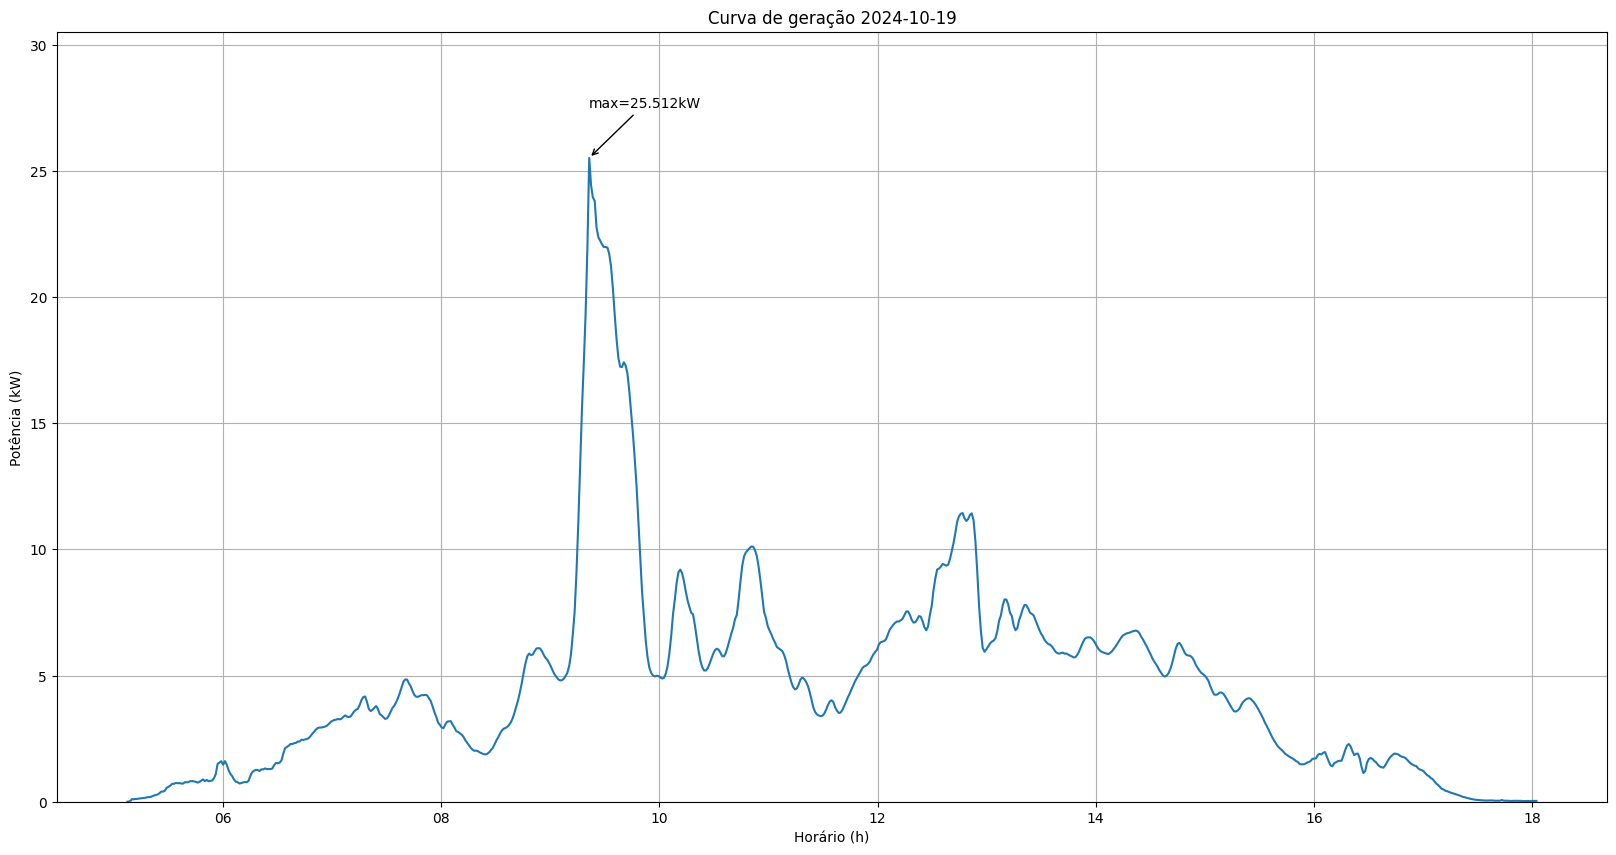 Curva de geração 2024-10-19
30
max=25.512kW
25
20
15
10
5
0
Potência (kW)
06 08 10 12 14 16 18
Horário (h)